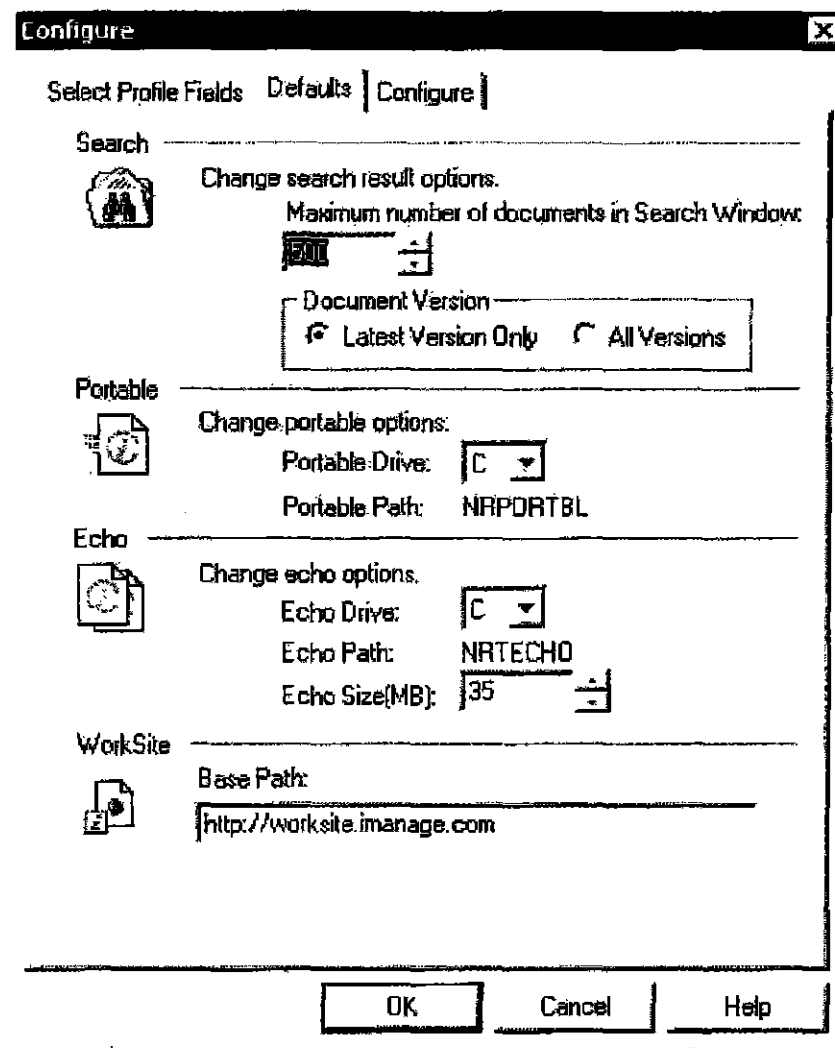 Configure
Select Profile Fields Defaults Configure
Search
Change search result options.
Maximum number of documents in Search Window:
Document Version
Latest Version Only All Versions
Portable
Change portable options:
Portable Drive: C
Portable Path: NRPORTBL
Echo
Change echo options.
Echo Drive: C
Echo Path: NRTECHO
Echo Size(MB): 35
WorkSite
Base Path:
http://worksite.imanage.com
OK Cancel Help